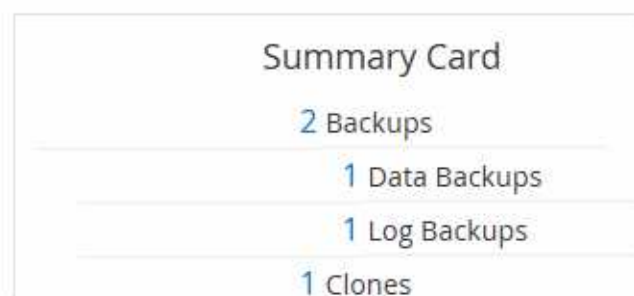 Summary Card
2 Backups
1 Data Backups
1 Log Backups
1 Clones